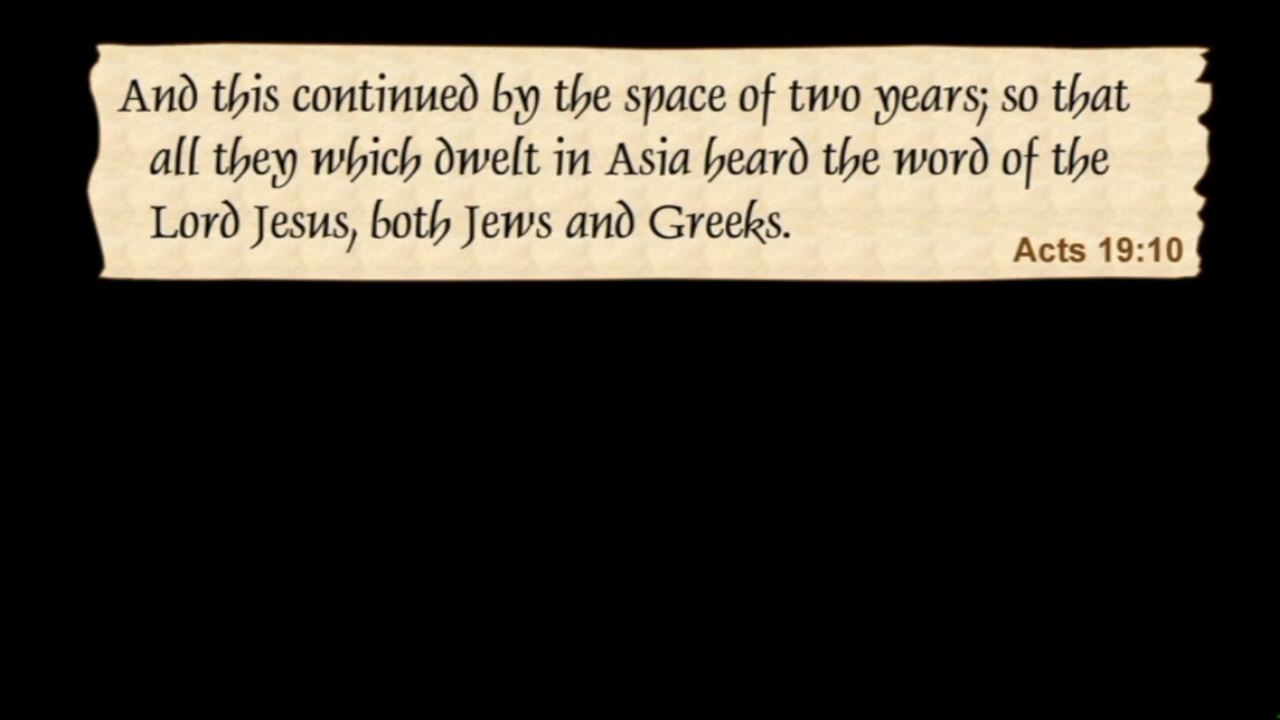 And this continued by the space of two years; so that
all they which dwelt in Asia heard the word of the
Lord Jesus, both Jews and Greeks.
Acts 19:10